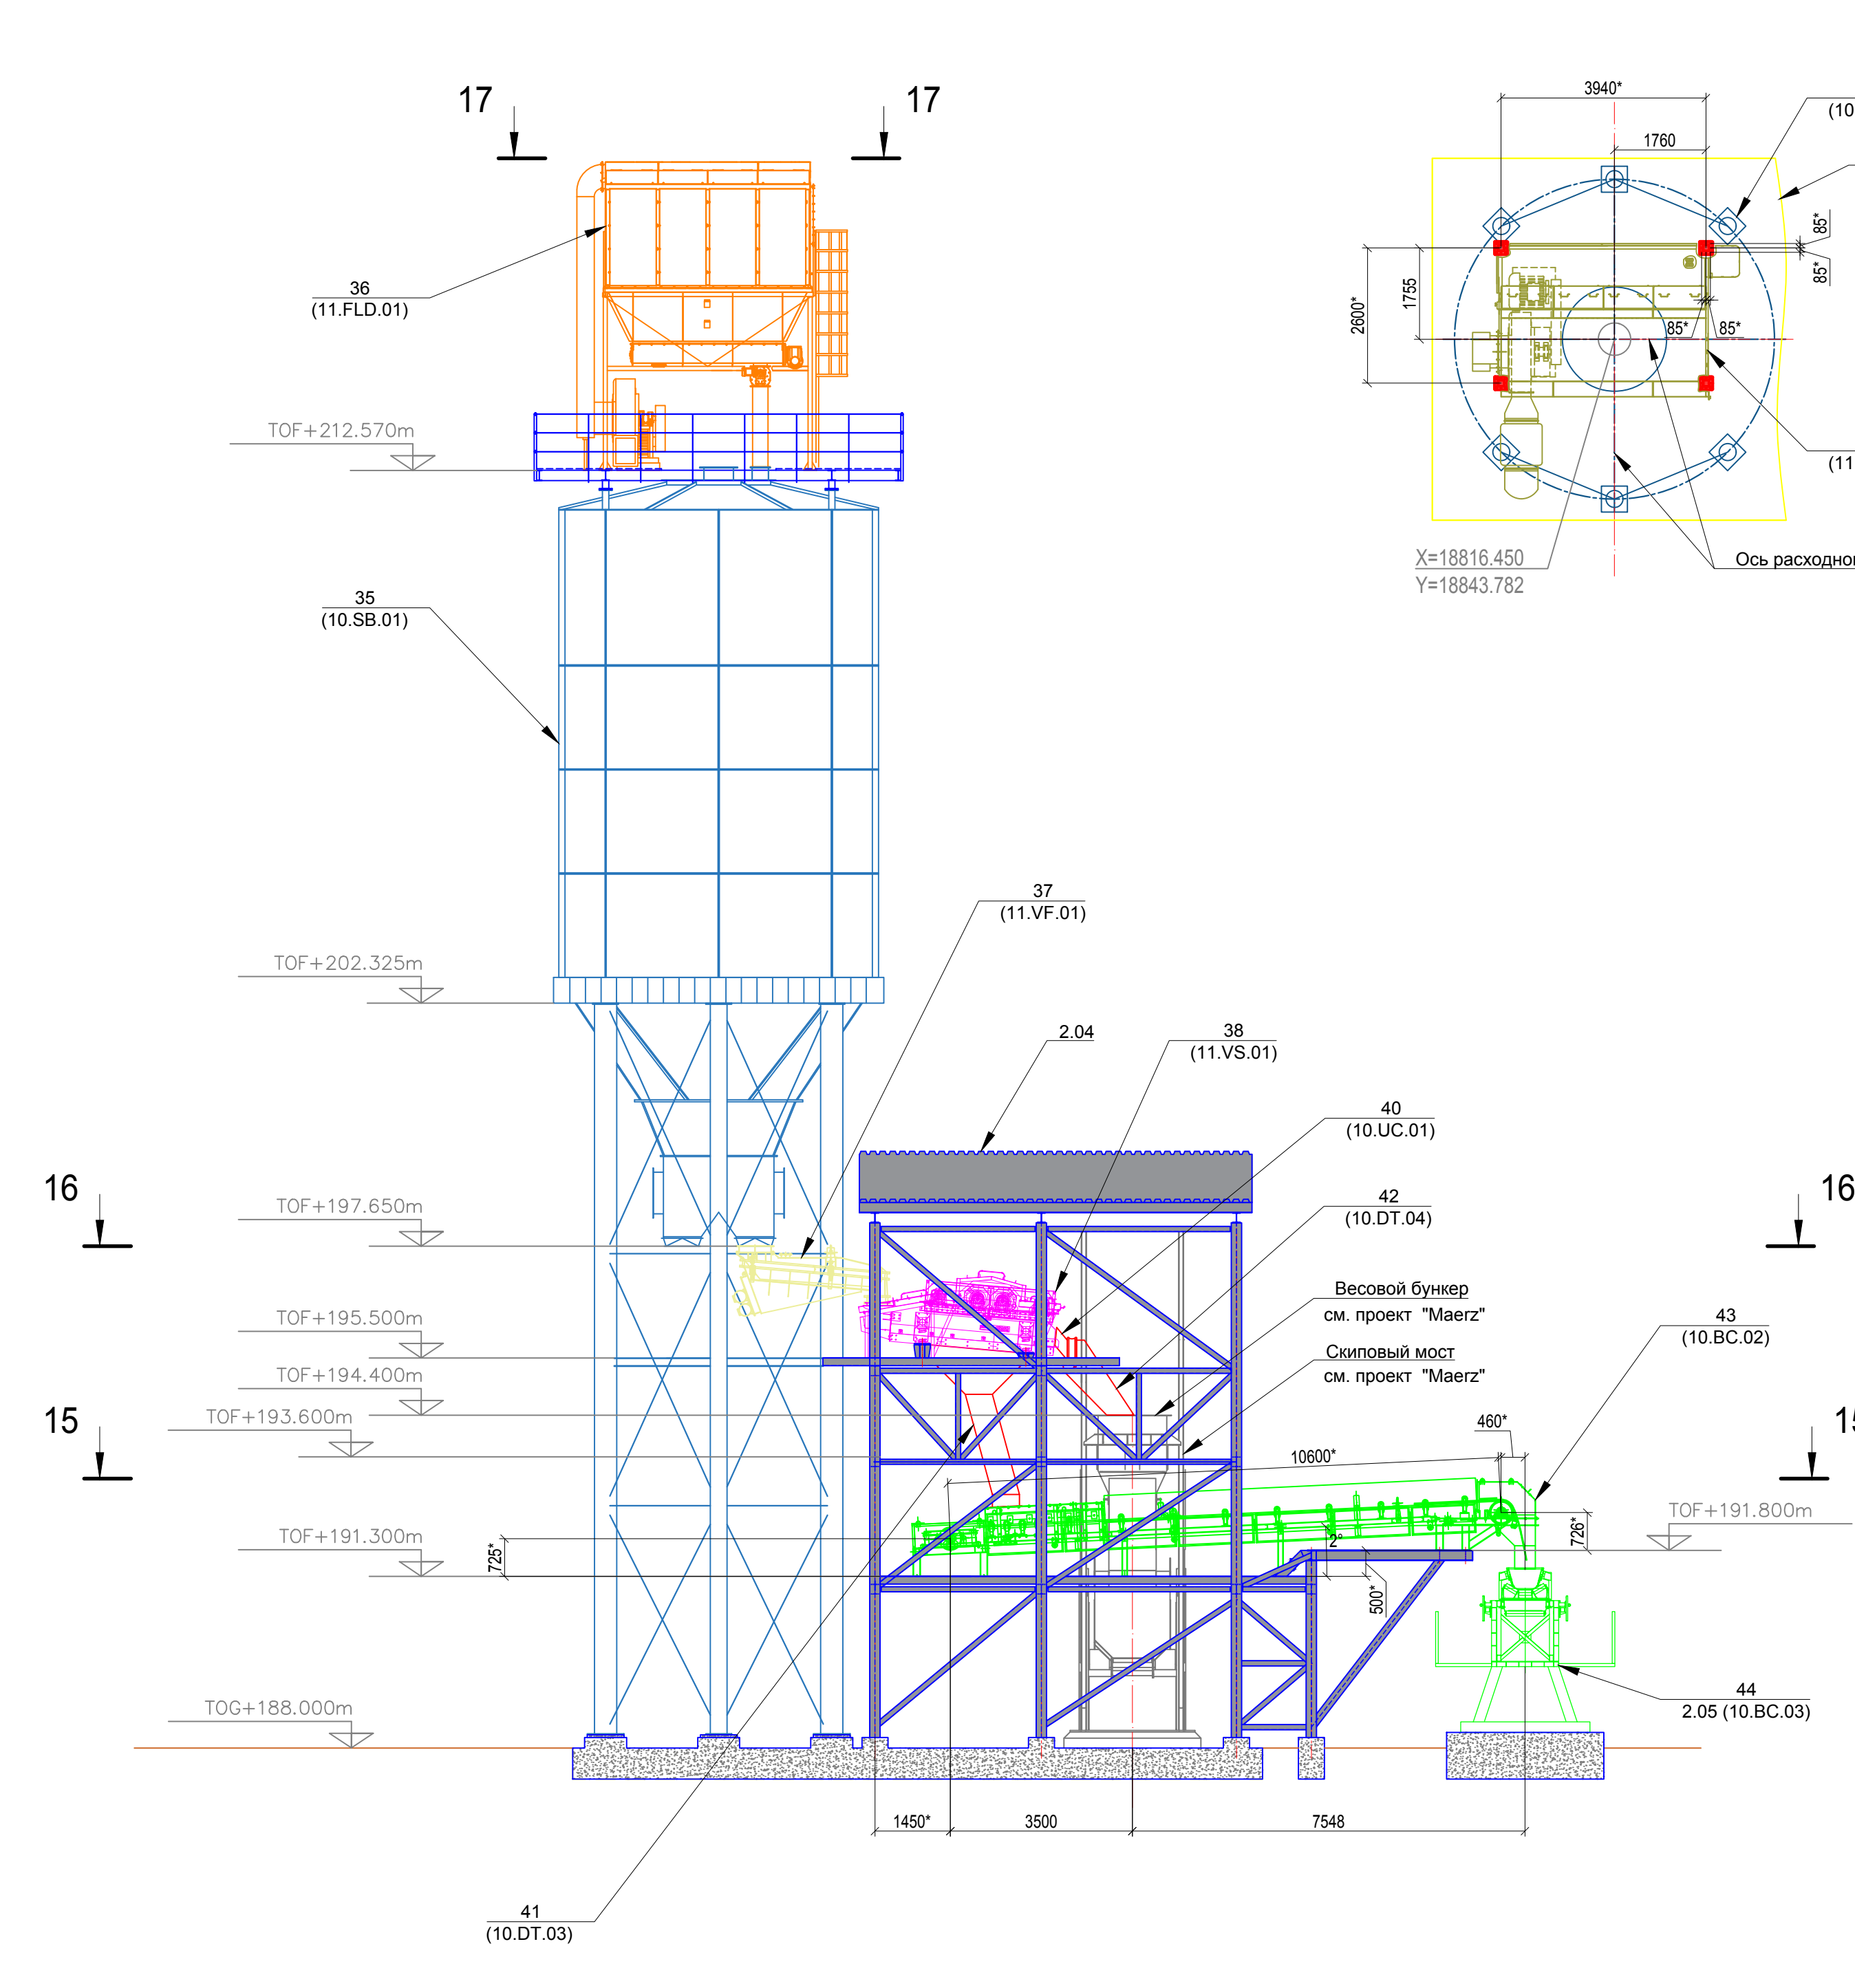 17
17
3940*
(10
1760
85*
36
(11.FLD.01)
2600*
1755
85*
85*
85*
TOF+212.570m
(11
X=18816.450
Y=18843.782
35
(10.SB.01)
37
(11.VF.01)
TOF+202.325m
2.04
38
(11.VS.01)
40
(10.UC.01)
16
16
TOF+197.650m
42
(10.DT.04)
Весовой бункер
см. проект "Maerz"
TOF+195.500m
43
(10.BC.02)
Скиповый мост
см. проект "Maerz"
TOF+194.400m
15
TOF+193.600m
460*
10600*
TOF+191.800m
TOF+191.300m
725*
2°
726*
500*
44
2.05 (10.BC.03)
TOG+188.000m
1450*
3500
7548
41
(10.DT.03)